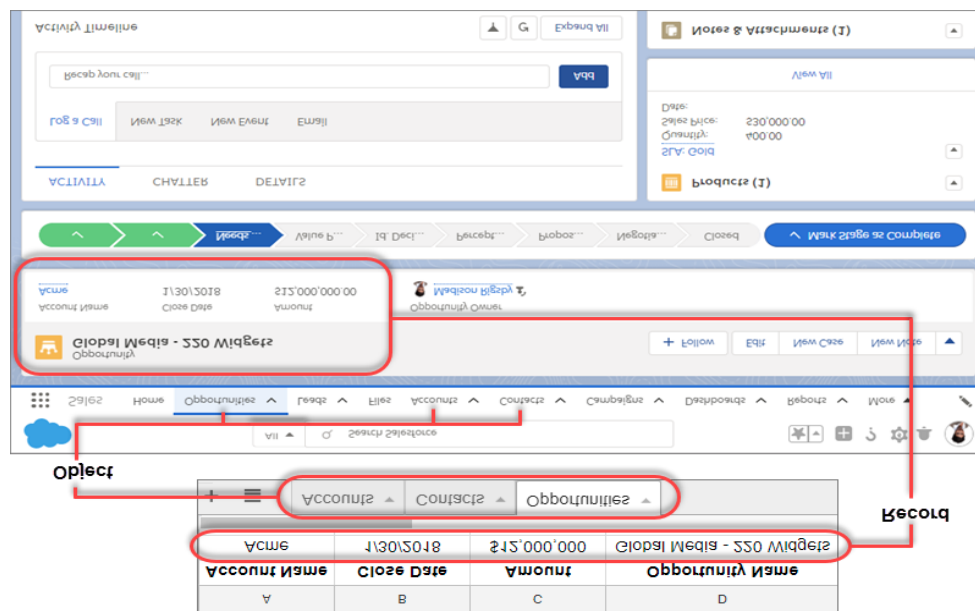 A B C D
Account Name Close Date Amount Opportunity Name
Acme 1/30/2018 $12,000,000 Global Media - 220 Widgets
Record
Accounts Contacts Opportunities
Object
All Search Salesforce
Sales Home Opportunities Leads Files Accounts Contacts Campaigns Dashboards Reports More
Opportunity
Global Media - 220 Widgets
+ Follow Edit New Case New Note
Account Name Close Date Amount Opportunity Owner
Acme 1/30/2018 $12,000,000.00 Madison Rigsby
Needs... Value P... Id. Deci... Percept... Propos... Negotia... Closed Mark Stage as Complete
ACTIVITY CHATTER DETAILS
Log a Call New Task New Event Email
Recap your call... Add
Activity Timeline Expand All
Products (1)
SLA: Gold
Quantity: 400.00
Sales Price: $30,000.00
Date:
View All
Notes & Attachments (1)